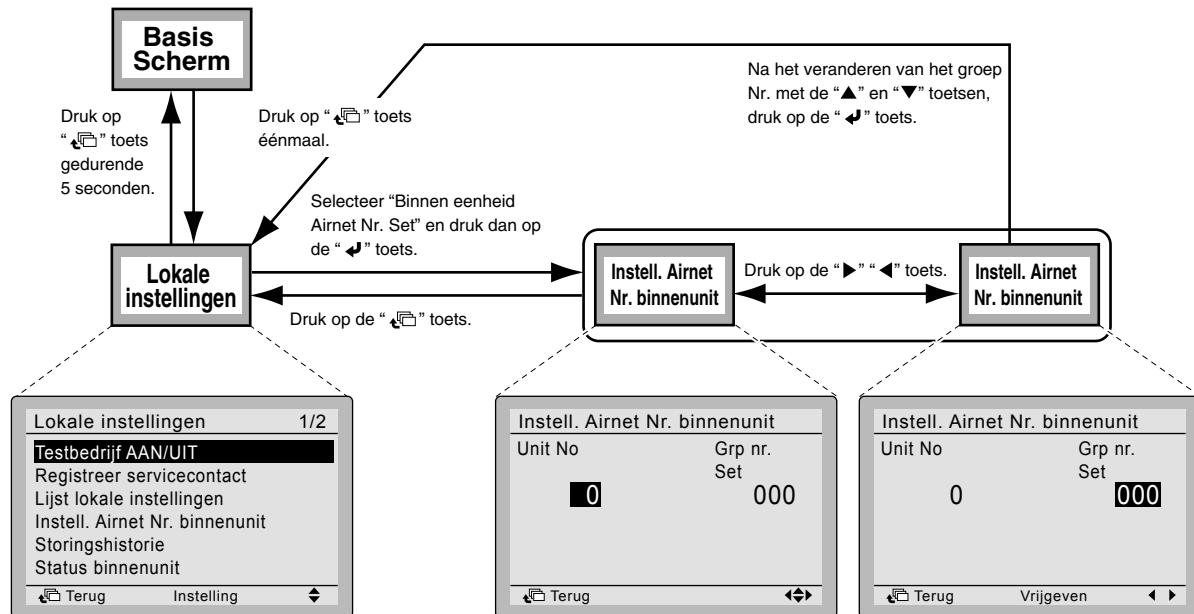 Basis
Scherm
Druk op
“ ” toets
gedurende
5 seconden.
Druk op “ ” toets
éénmaal.
Na het veranderen van het groep
Nr. met de “▲” en “▼” toetsen,
druk op de “ ↵ ” toets.
Selecteer “Binnen eenheid
Airnet Nr. Set” en druk dan op
de “ ↵ ” toets.
Lokale
instellingen
Druk op de “ ” toets.
Instell. Airnet
Nr. binnenunit
Druk op de “▶” “◀” toets.
Instell. Airnet
Nr. binnenunit
Lokale instellingen 1/2
Testbedrijf AAN/UIT
Registreer servicecontact
Lijst lokale instellingen
Instell. Airnet Nr. binnenunit
Storingshistorie
Status binnenunit
Terug Instelling
Instell. Airnet Nr. binnenunit
Unit No Grp nr.
Set
0 000
Terug
Instell. Airnet Nr. binnenunit
Unit No Grp nr.
Set
0 000
Terug Vrijgeven